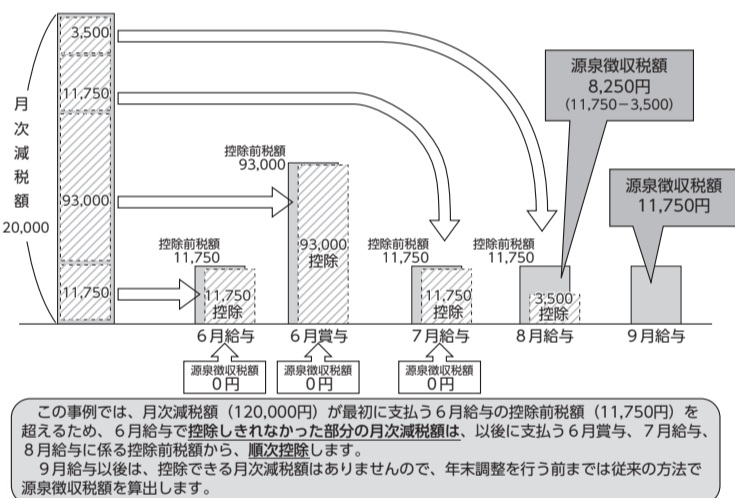 3,500
11,750
月次減税額
20,000
93,000
11,750
控除前税額
11,750
11,750
控除
控除前税額
93,000
93,000
控除
控除前税額
11,750
11,750
控除
控除前税額
11,750
3,500
控除
源泉徴収税額
8,250円
(11,750-3,500)
源泉徴収税額
11,750円
6月給与
6月賞与
7月給与
8月給与
9月給与
源泉徴収税額
0円
源泉徴収税額
0円
源泉徴収税額
0円
この事例では、月次減税額(120,000円)が最初に支払う6月給与の控除前税額(11,750円)を
超えるため、6月給与で控除しきれなかった部分の月次減税額は、以後に支払う6月賞与、7月給与、
8月給与に係る控除前税額から、順次控除します。
9月給与以後は、控除できる月次減税額はありませんので、年末調整を行う前までは従来の方法で
源泉徴収税額を算出します。